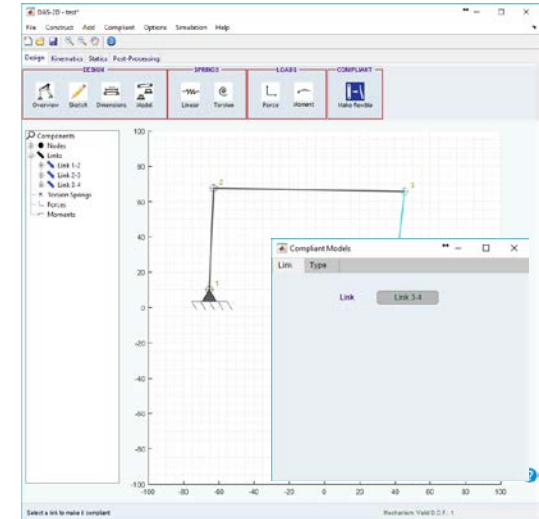 DAS-2D - test*
File Construct Add Compliant Options Simulation Help
Design Kinematics Statics Post-Processing
DESIGN SPRINGS LOADS COMPLIANT
Overview Sketch Dimensions Model Linear Torsion Force Moment Make flexible
Components
Nodes
Links
Link 1-2
Link 2-3
Link 3-4
Torsion Springs
Forces
Moments
100
80
60
40
20
0
-20
-40
-60
-80
-100
-100 -80 -60 -40 -20 0 20 40 60 80 100
2
3
1
Compliant Models
Link Type
Link Link 3-4
Select a link to make it compliant
Mechanism: Valid D.O.F.: 1